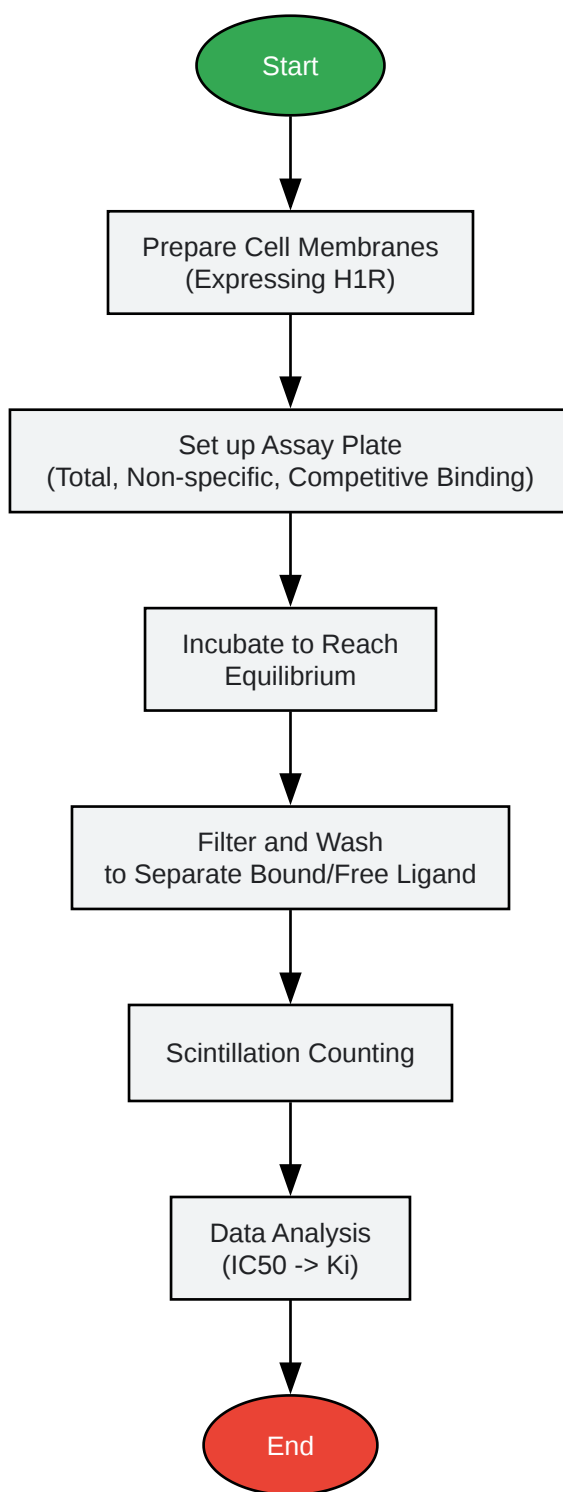 Start
Prepare Cell Membranes
(Expressing H1R)
Set up Assay Plate
(Total, Non-specific, Competitive Binding)
Incubate to Reach
Equilibrium
Filter and Wash
to Separate Bound/Free Ligand
Scintillation Counting
Data Analysis
(IC50 -> Ki)
End